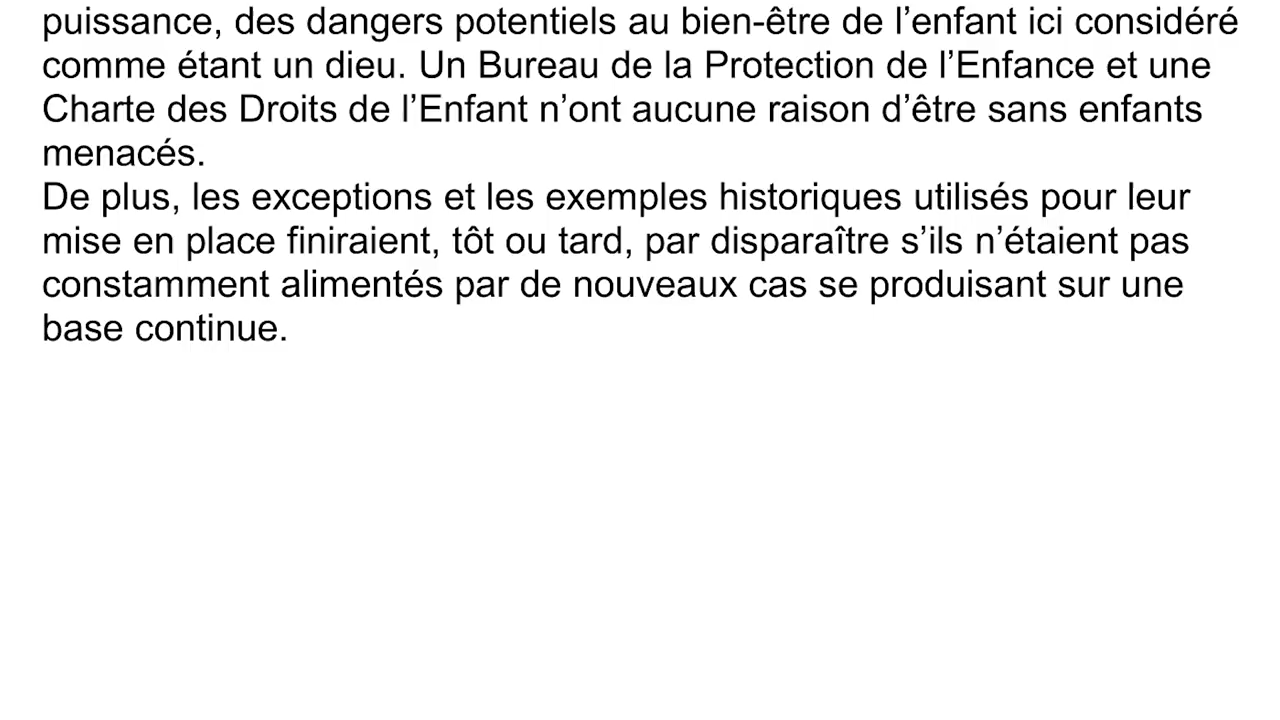 puissance, des dangers potentiels au bien-être de l’enfant ici considéré
comme étant un dieu. Un Bureau de la Protection de l’Enfance et une
Charte des Droits de l’Enfant n’ont aucune raison d’être sans enfants
menacés.
De plus, les exceptions et les exemples historiques utilisés pour leur
mise en place finiraient, tôt ou tard, par disparaître s’ils n’étaient pas
constamment alimentés par de nouveaux cas se produisant sur une
base continue.